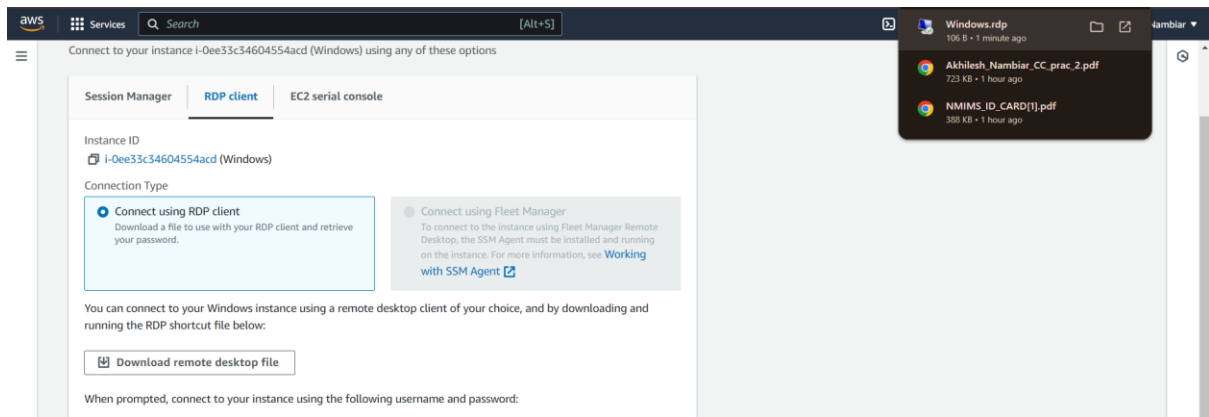 aws
Services
Search
[Alt+S]
Nambiar
Windows.rdp
106 B • 1 minute ago
Akhilesh_Nambiar_CC_prac_2.pdf
723 KB • 1 hour ago
NMIMS_ID_CARD[1].pdf
388 KB • 1 hour ago
Connect to your instance i-0ee33c34604554acd (Windows) using any of these options
Session Manager
RDP client
EC2 serial console
Instance ID
i-0ee33c34604554acd (Windows)
Connection Type
Connect using RDP client
Download a file to use with your RDP client and retrieve
your password.
Connect using Fleet Manager
To connect to the instance using Fleet Manager Remote
Desktop, the SSM Agent must be installed and running
on the instance. For more information, see Working
with SSM Agent
You can connect to your Windows instance using a remote desktop client of your choice, and by downloading and
running the RDP shortcut file below:
Download remote desktop file
When prompted, connect to your instance using the following username and password: